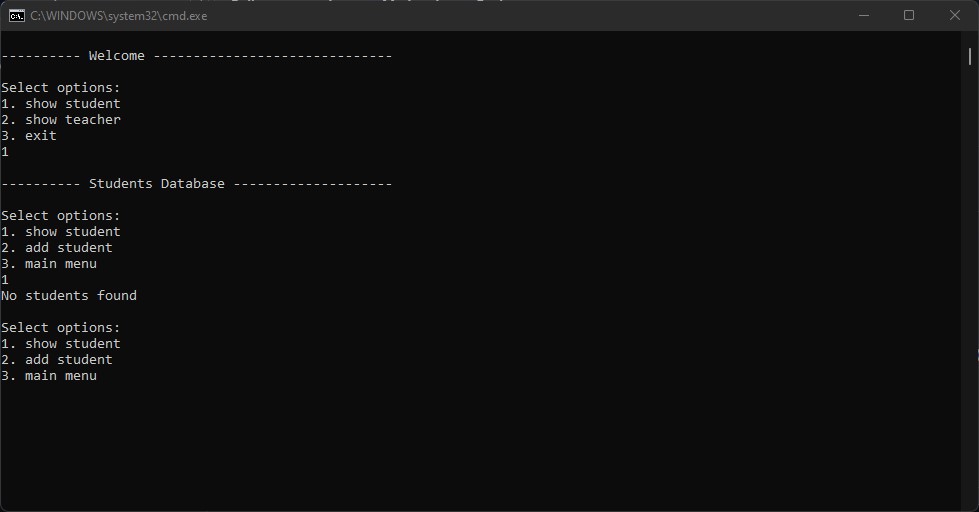 C:\WINDOWS\system32\cmd.exe
---------- Welcome ------------------------------
Select options:
1. show student
2. show teacher
3. exit
1
---------- Students Database --------------------
Select options:
1. show student
2. add student
3. main menu
1
No students found
Select options:
1. show student
2. add student
3. main menu